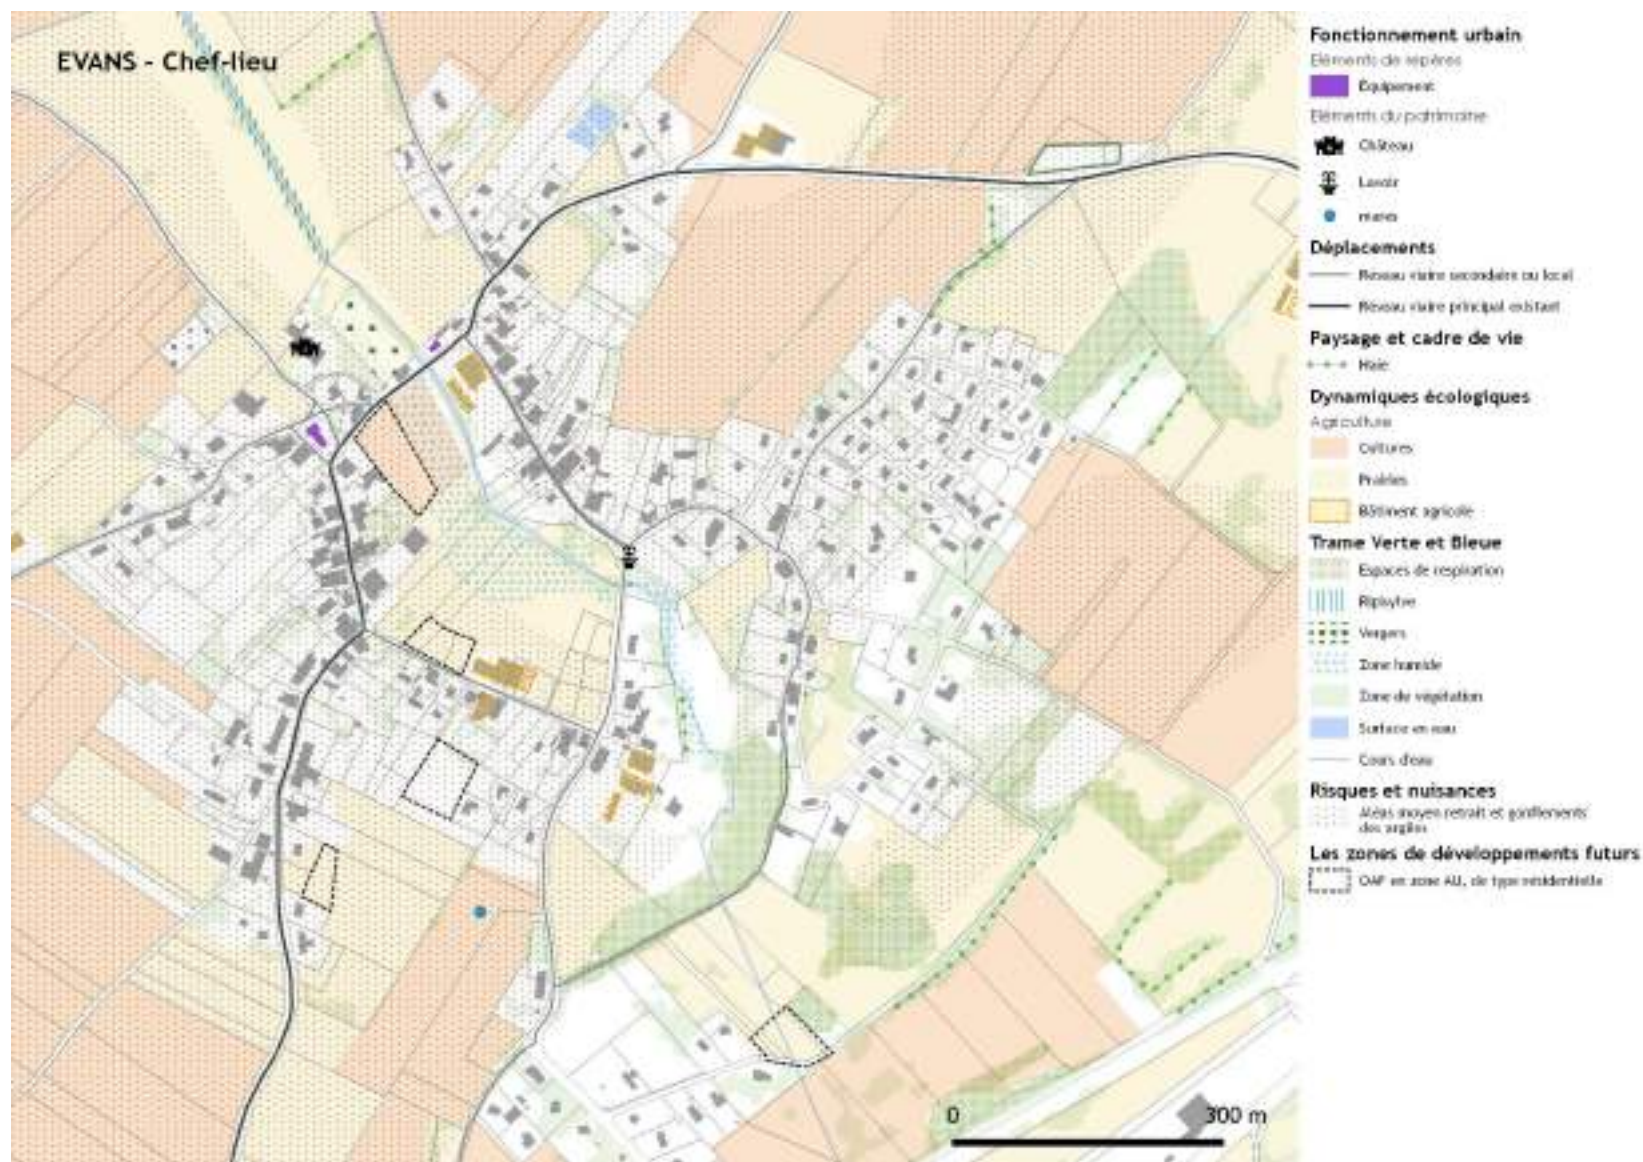 EVANS - Chef-lieu
Fonctionnement urbain
Eléments de repères
Equipement
Eléments du patrimoine
Château
Lavoir
mares
Déplacements
Réseau viaire secondaire ou local
Réseau viaire principal existant
Paysage et cadre de vie
Haie
Dynamiques écologiques
Agriculture
Cultures
Prairies
Bâtiment agricole
Trame Verte et Bleue
Espaces de respiration
Ripisylve
Vergers
Zone humide
Zone de végétation
Surface en eau
Cours d'eau
Risques et nuisances
Aléas moyen retrait et gonflements
des argiles
Les zones de développements futurs
OAP en zone AU, de type résidentielle
0 300 m